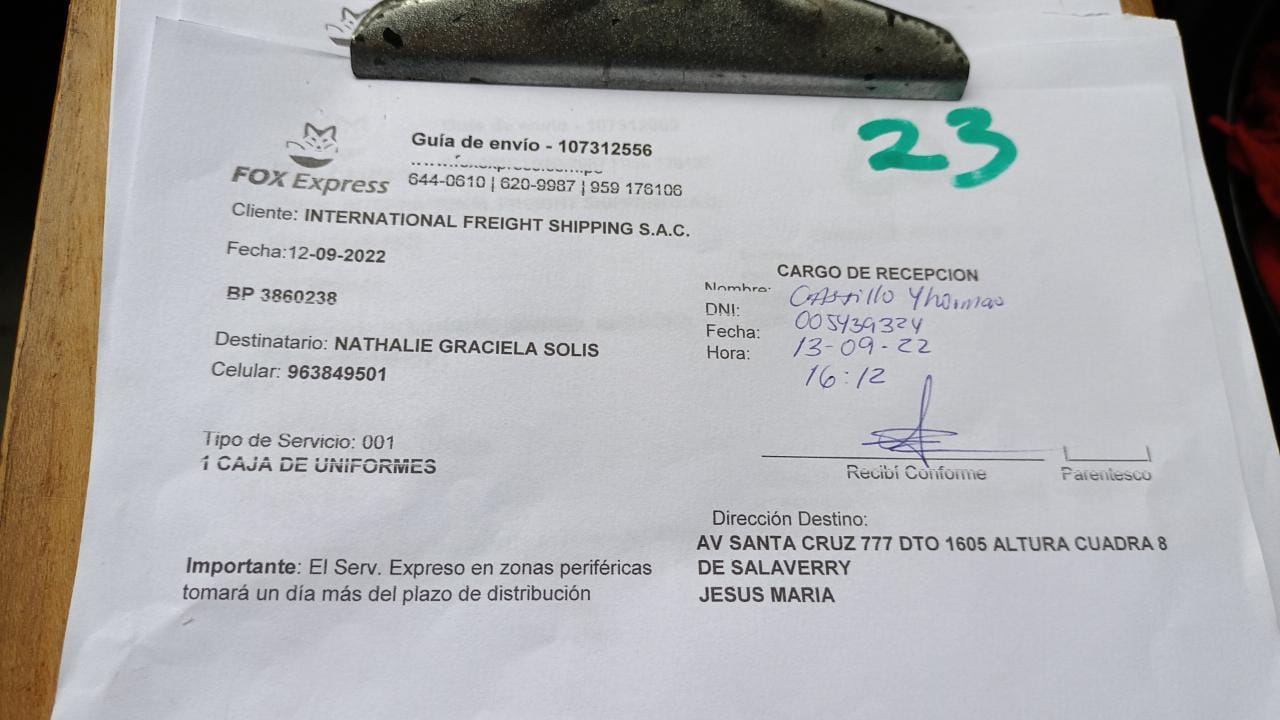 23
Guía de envío - 107312556
FOX Express
644-0610 | 620-9987 | 959 176106
Cliente: INTERNATIONAL FREIGHT SHIPPING S.A.C.
Fecha:12-09-2022
BP 3860238
Destinatario: NATHALIE GRACIELA SOLIS
Celular: 963849501
Tipo de Servicio: 001
1 CAJA DE UNIFORMES
Importante: El Serv. Expreso en zonas periféricas
tomará un día más del plazo de distribución
CARGO DE RECEPCION
Nombre: Castillo
DNI: 005439324
Fecha: 13-09-22
Hora: 16:12
Recibí Conforme Parentesco
Dirección Destino:
AV SANTA CRUZ 777 DTO 1605 ALTURA CUADRA 8
DE SALAVERRY
JESUS MARIA